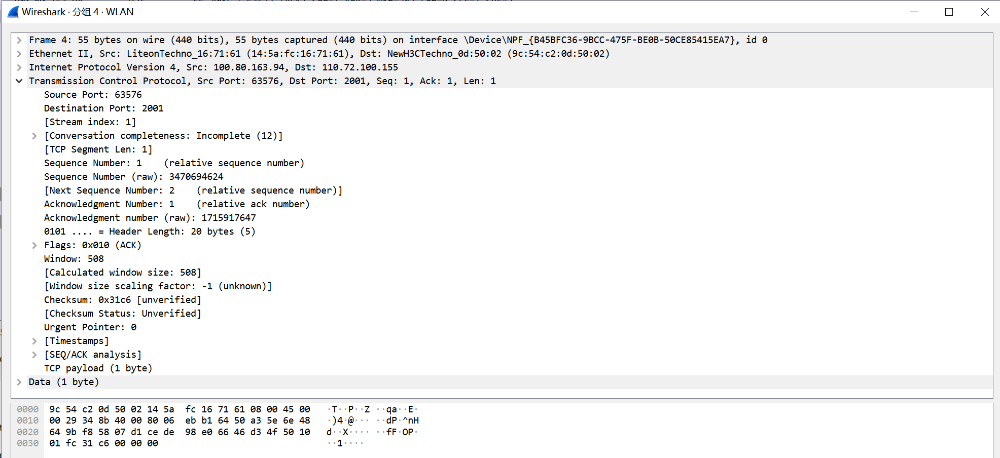 Wireshark · 分组 4 · WLAN
Frame 4: 55 bytes on wire (440 bits), 55 bytes captured (440 bits) on interface \Device\NPF_{B45BFC36-9BCC-475F-BE0B-50CE85415EA7}, id 0
Ethernet II, Src: LiteonTechno_16:71:61 (14:5a:fc:16:71:61), Dst: NewH3CTechno_0d:50:02 (9c:54:c2:0d:50:02)
Internet Protocol Version 4, Src: 100.80.163.94, Dst: 110.72.100.155
Transmission Control Protocol, Src Port: 63576, Dst Port: 2001, Seq: 1, Ack: 1, Len: 1
Source Port: 63576
Destination Port: 2001
[Stream index: 1]
[Conversation completeness: Incomplete (12)]
[TCP Segment Len: 1]
Sequence Number: 1    (relative sequence number)
Sequence Number (raw): 3470694624
[Next Sequence Number: 2    (relative sequence number)]
Acknowledgment Number: 1    (relative ack number)
Acknowledgment number (raw): 1715917647
0101 .... = Header Length: 20 bytes (5)
Flags: 0x010 (ACK)
Window: 508
[Calculated window size: 508]
[Window size scaling factor: -1 (unknown)]
Checksum: 0x31c6 [unverified]
[Checksum Status: Unverified]
Urgent Pointer: 0
[Timestamps]
[SEQ/ACK analysis]
TCP payload (1 byte)
Data (1 byte)
0000  9c 54 c2 0d 50 02 14 5a  fc 16 71 61 08 00 45 00   ·T··P··Z ··qa··E·
0010  00 29 34 8b 40 00 80 06  eb b1 64 50 a3 5e 6e 48   ·)4·@··· ··dP·^nH
0020  64 9b f8 58 07 d1 ce de  98 e0 66 46 d3 4f 50 10   d··X···· ··fF·OP·
0030  01 fc 31 c6 00 00 00   ··1····